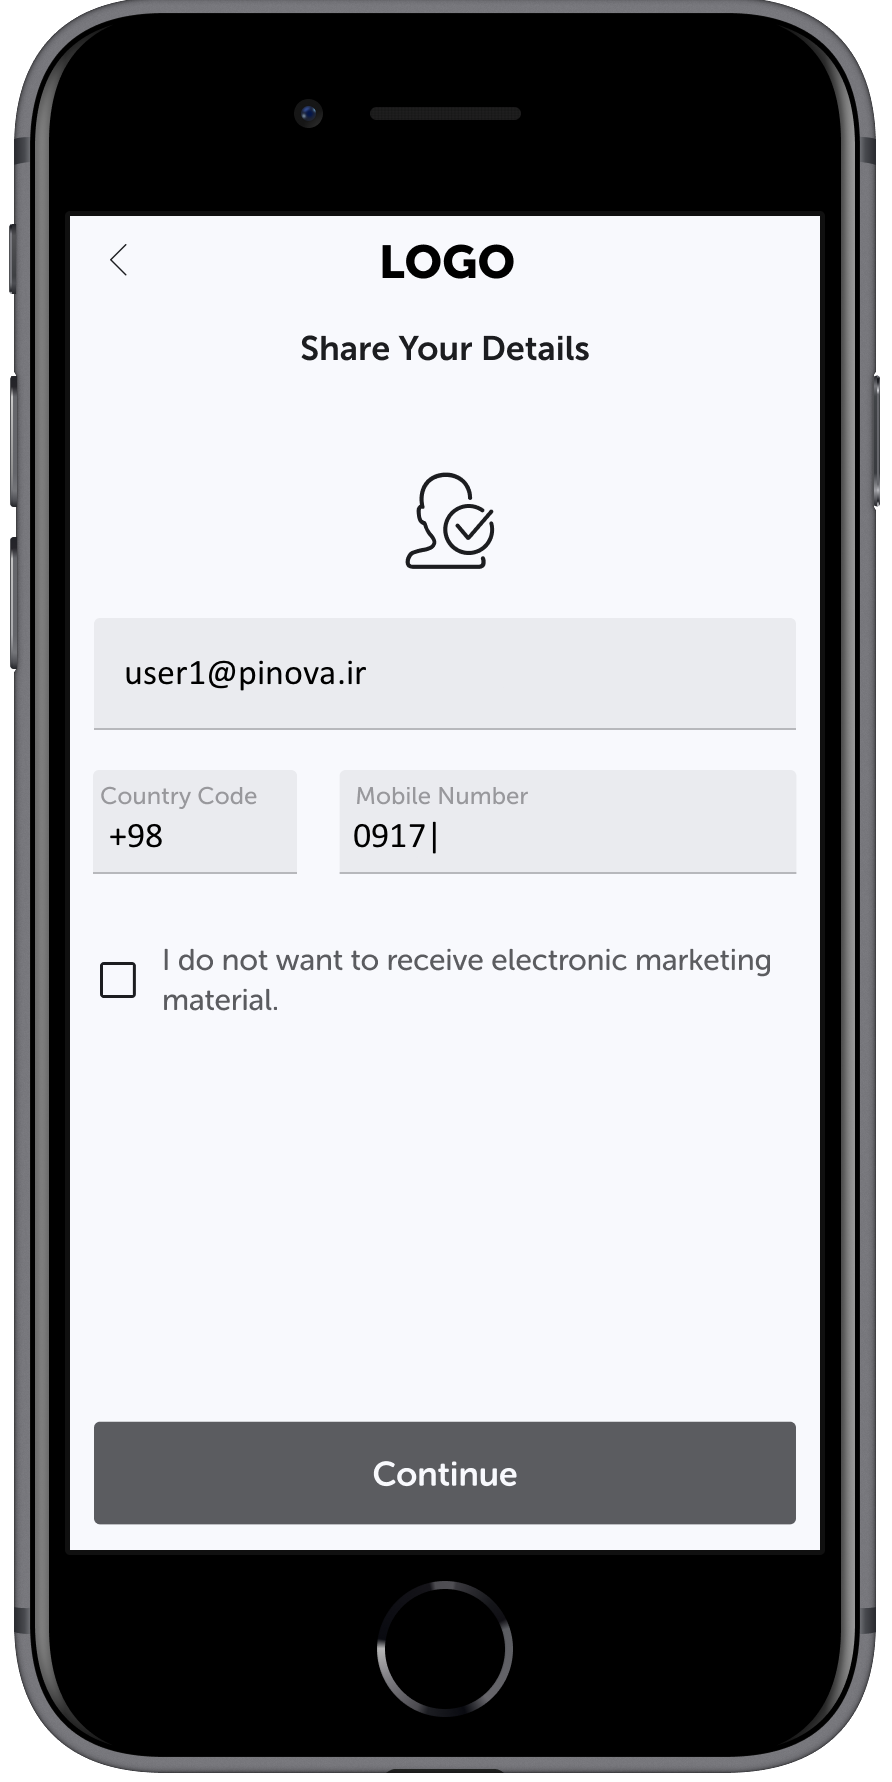 LOGO
Share Your Details
user1@pinova.ir
Country Code
+98
Mobile Number
0917
I do not want to receive electronic marketing
material.
Continue